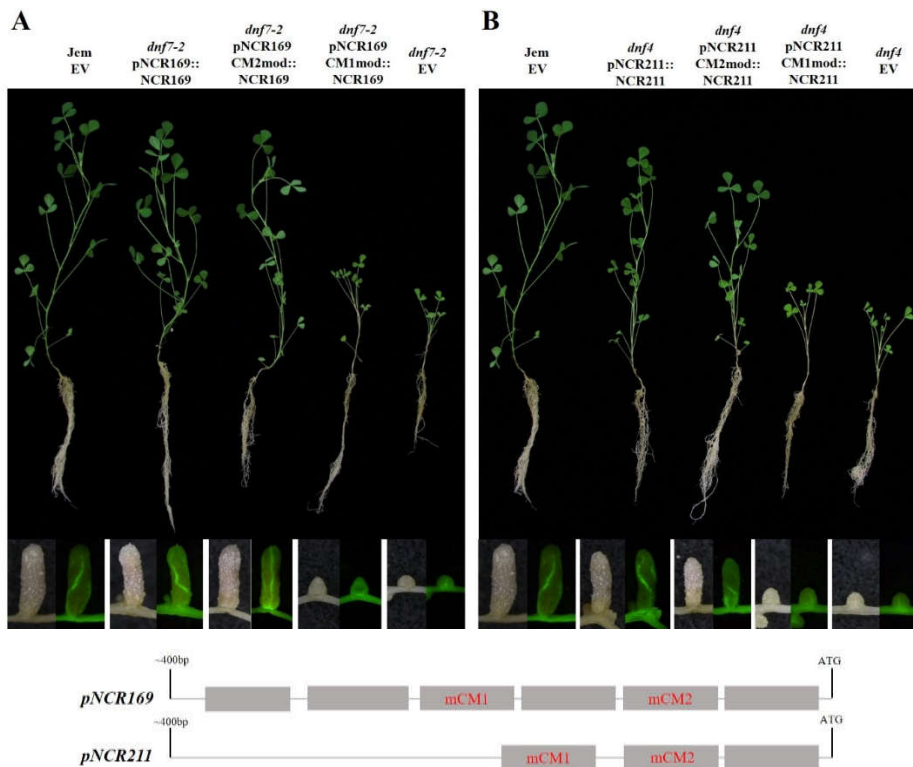 A
Jem
EV
dnf7-2
pNCR169::
NCR169
dnf7-2
pNCR169
CM2mod::
NCR169
dnf7-2
pNCR169
CM1mod::
NCR169
dnf7-2
EV
B
Jem
EV
dnf4
pNCR211::
NCR211
dnf4
pNCR211
CM2mod::
NCR211
dnf4
pNCR211
CM1mod::
NCR211
dnf4
EV
~400bp
ATG
pNCR169
mCM1
mCM2
~400bp
ATG
pNCR211
mCM1
mCM2